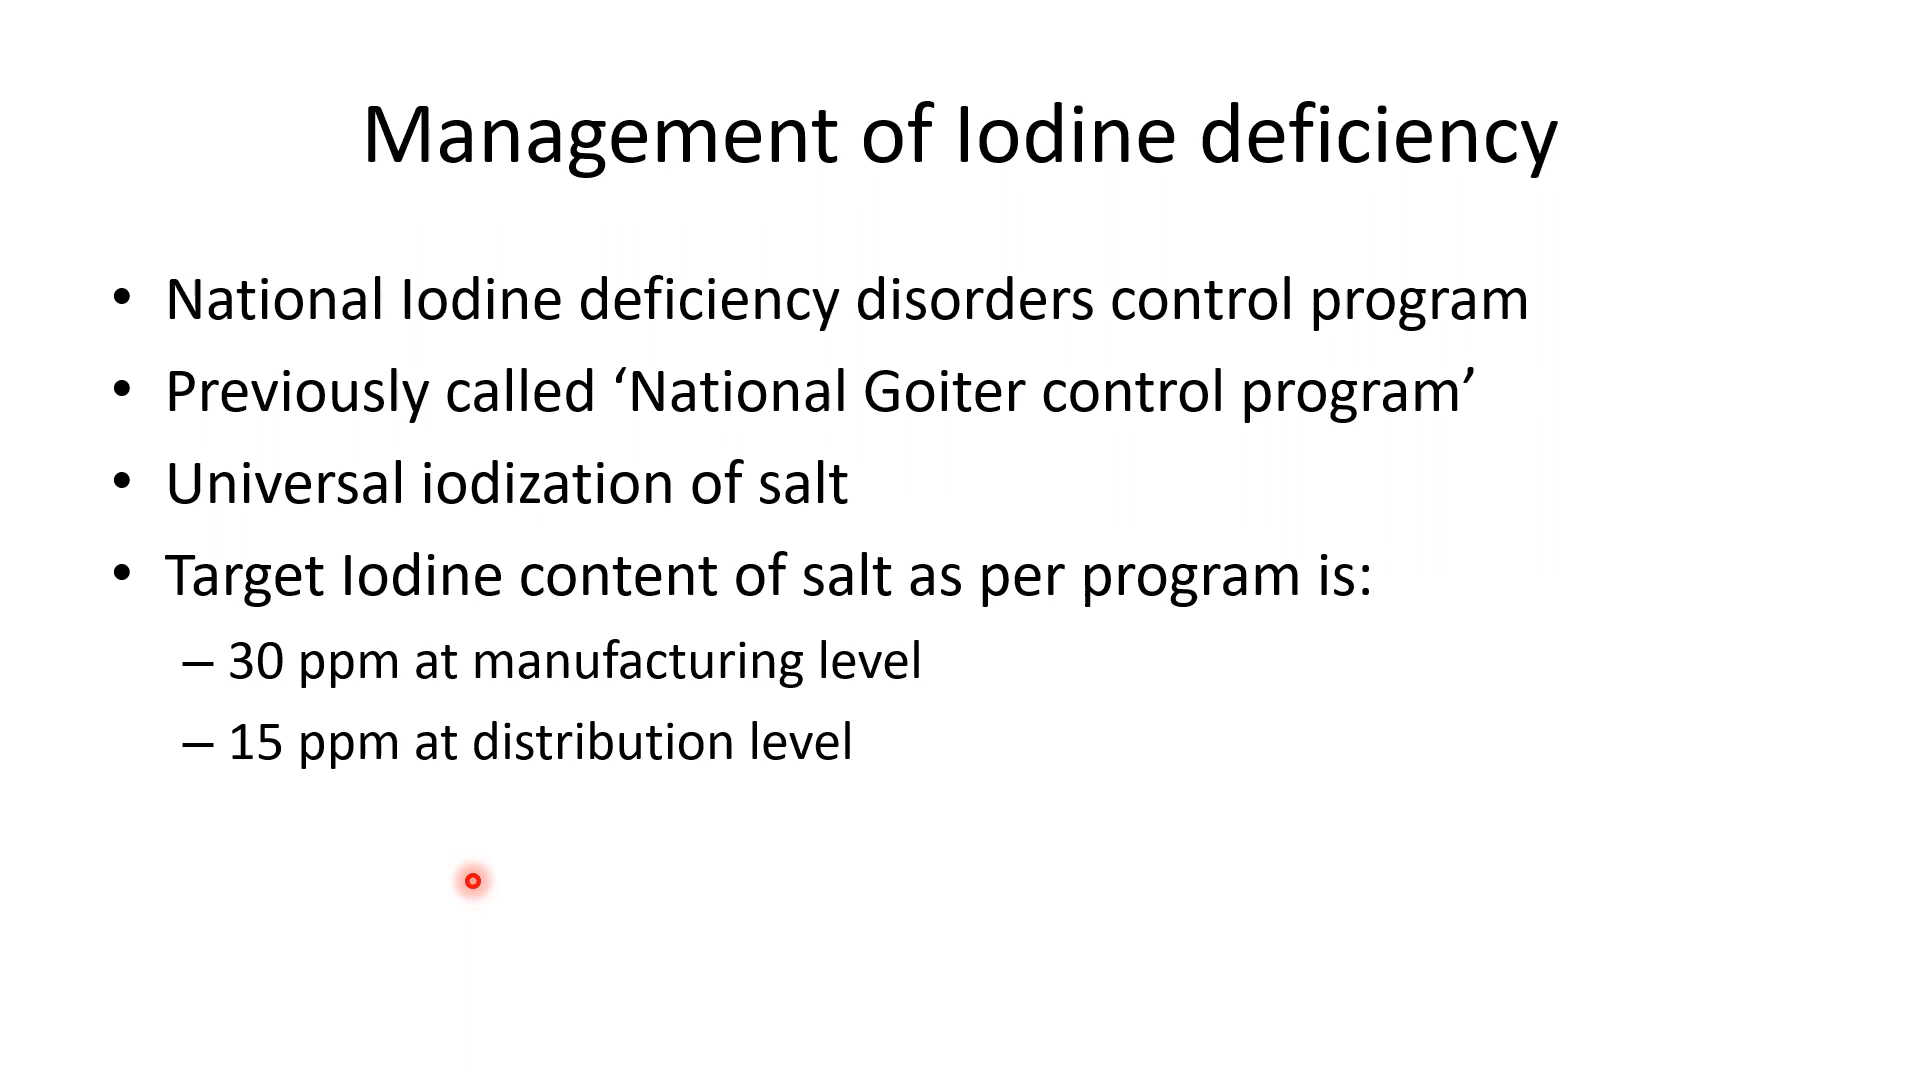 Management of Iodine deficiency
• National Iodine deficiency disorders control program
• Previously called ‘National Goiter control program’
• Universal iodization of salt
• Target Iodine content of salt as per program is:
– 30 ppm at manufacturing level
– 15 ppm at distribution level